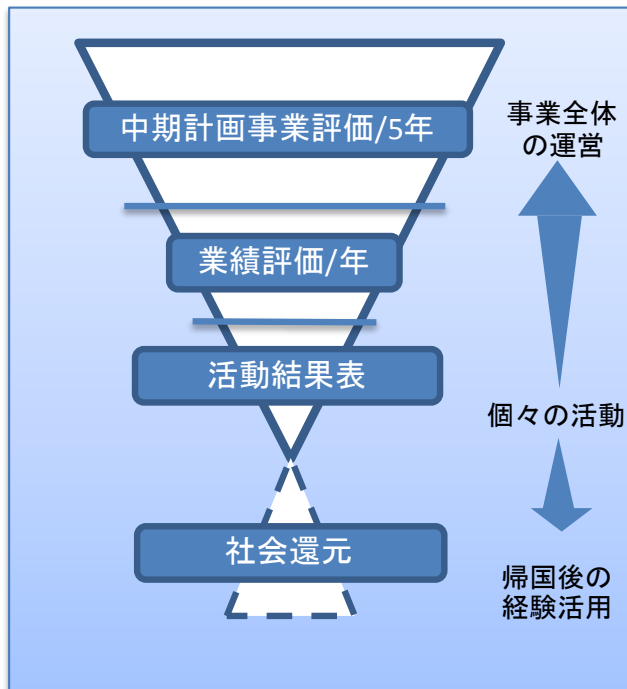 中期計画事業評価/5年
事業全体
の運営
業績評価/年
活動結果表
個々の活動
社会還元
帰国後の
経験活用